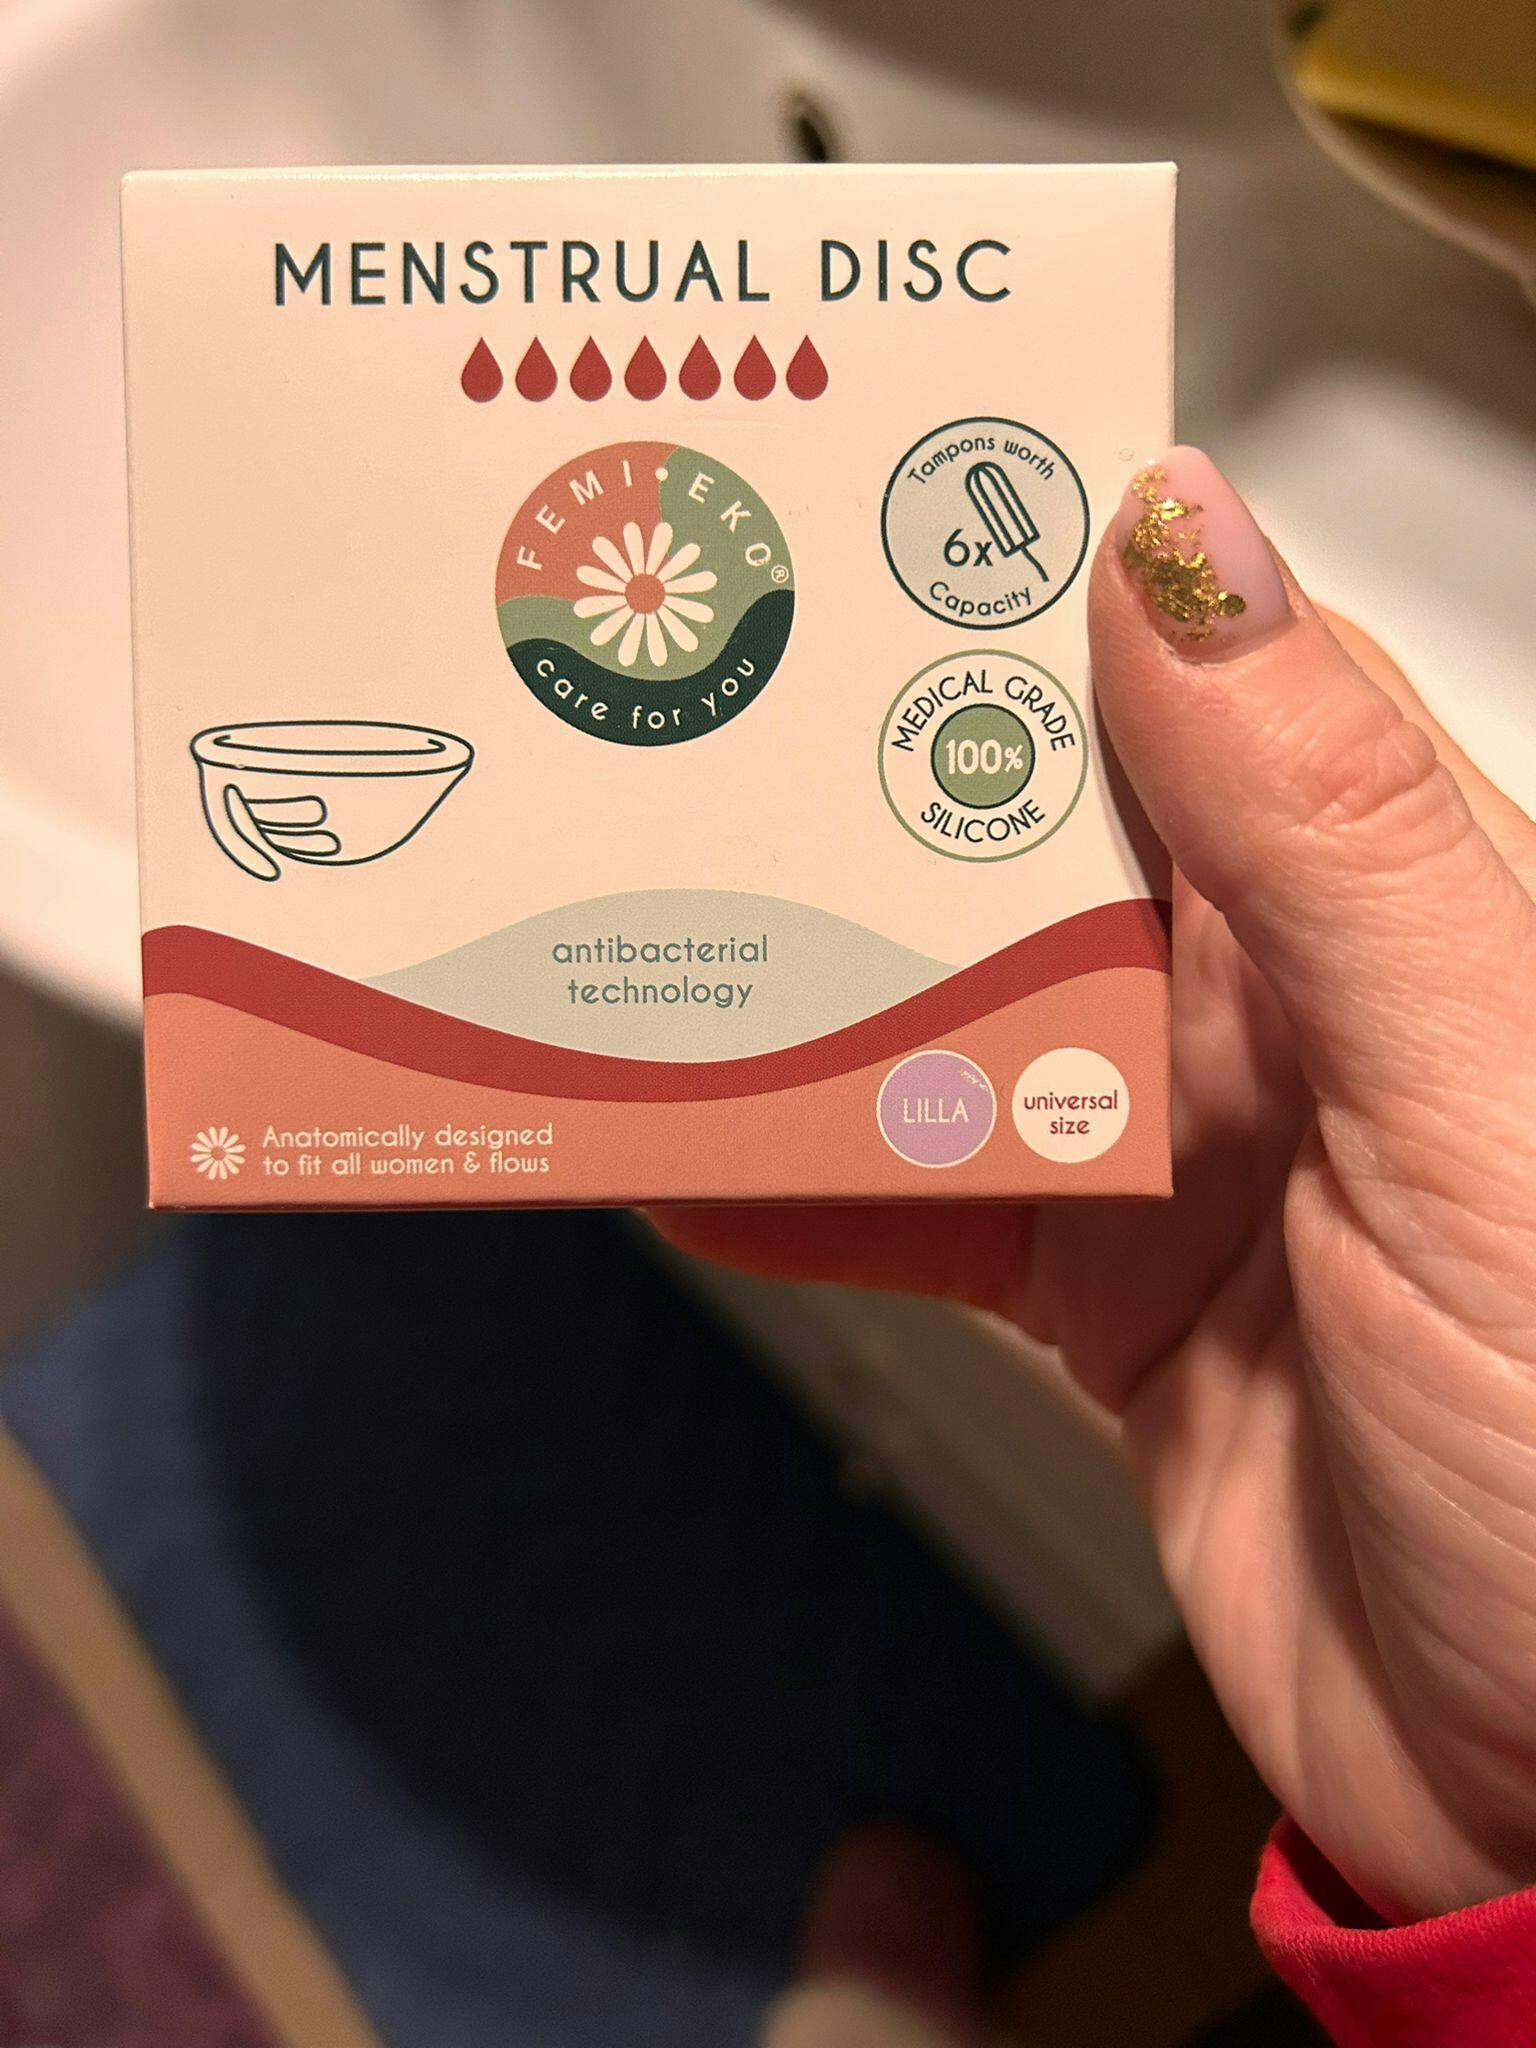 MENSTRUAL DISC
FEMI·EKO®
care for you
Tampons worth
6x
Capacity
MEDICAL GRADE
100%
SILICONE
antibacterial
technology
Anatomically designed
to fit all women & flows
LILLA
universal
size